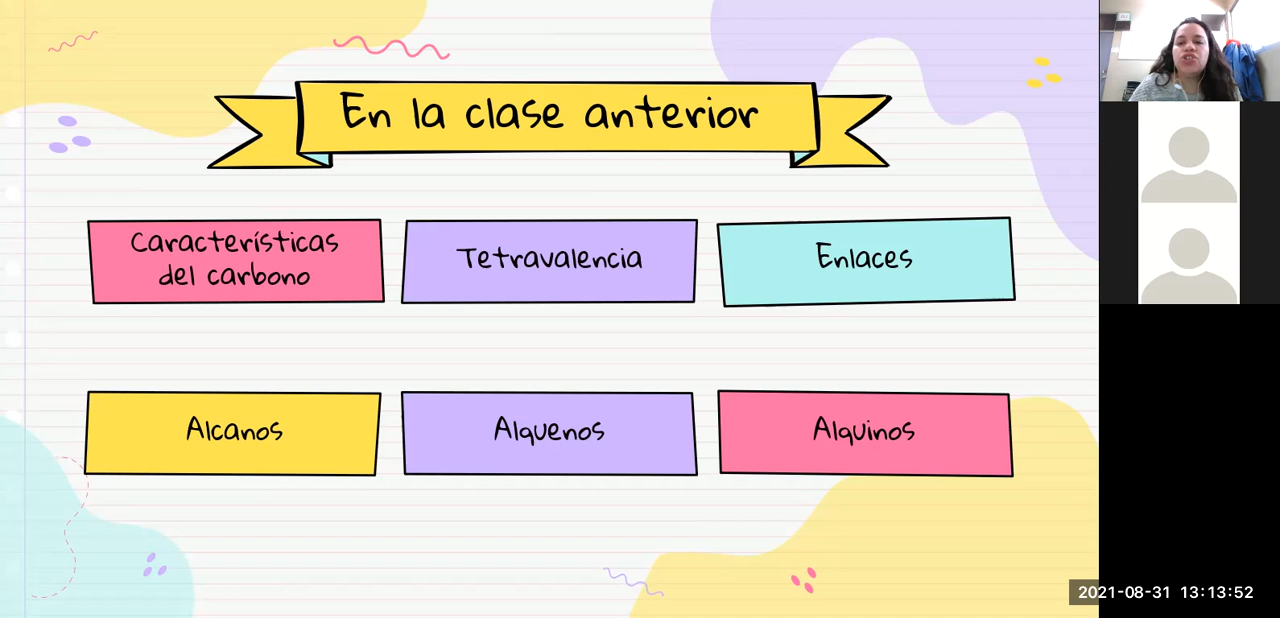 En la clase anterior
Características
del carbono
Tetravalencia
Enlaces
Alcanos
Alquenos
Alquinos
2021-08-31 13:13:52